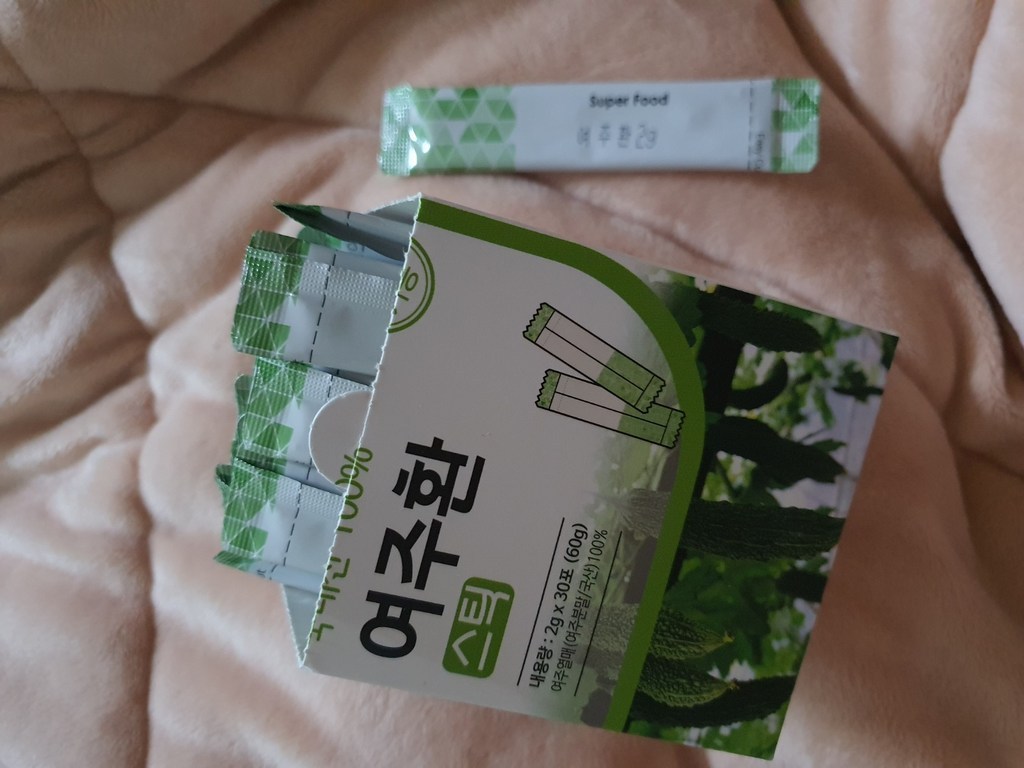 Super Food
여주환 2g
100%
여주환
스틱
내용량 : 2g x 30포 (60g)
여주열매(여주분말/국산)100%